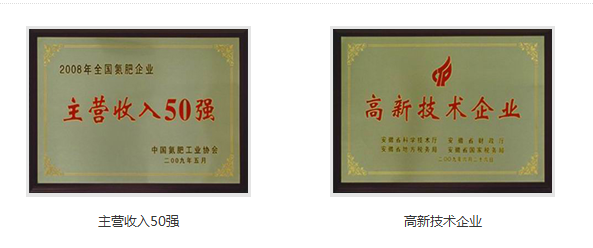 2008年全国氮肥企业
主营收入50强
中国氮肥工业协会
二〇〇九年五月
主营收入50强
高新技术企业
安徽省科学技术厅 安徽省财政厅
安徽省地方税务局 安徽省国家税务局
高新技术企业